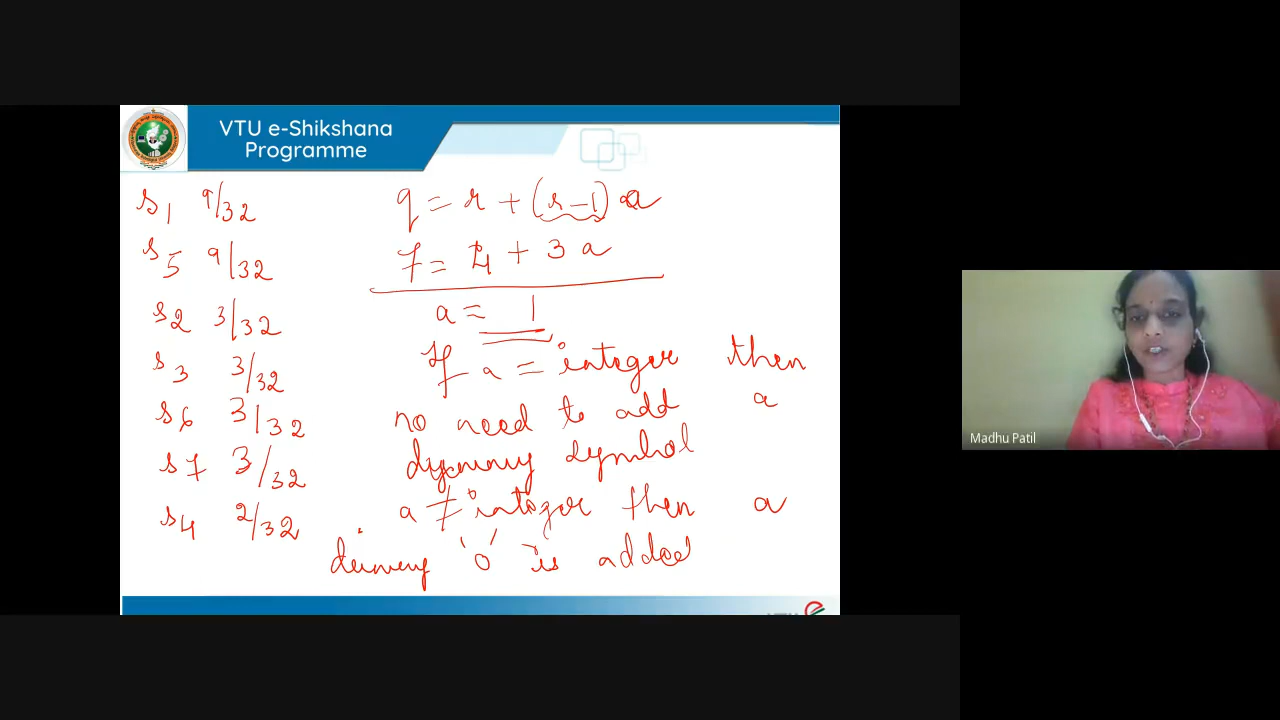 VTU e-Shikshana
Programme
s1 9/32
s5 9/32
s2 3/32
s3 3/32
s6 3/32
s7 3/32
s4 2/32
q = r + (r-1) a
7 = 4 + 3 a
a = 1
If a = integer then
no need to add a
dummy symbol
a ≠ integer then a
dummy 'o' is added
Madhu Patil